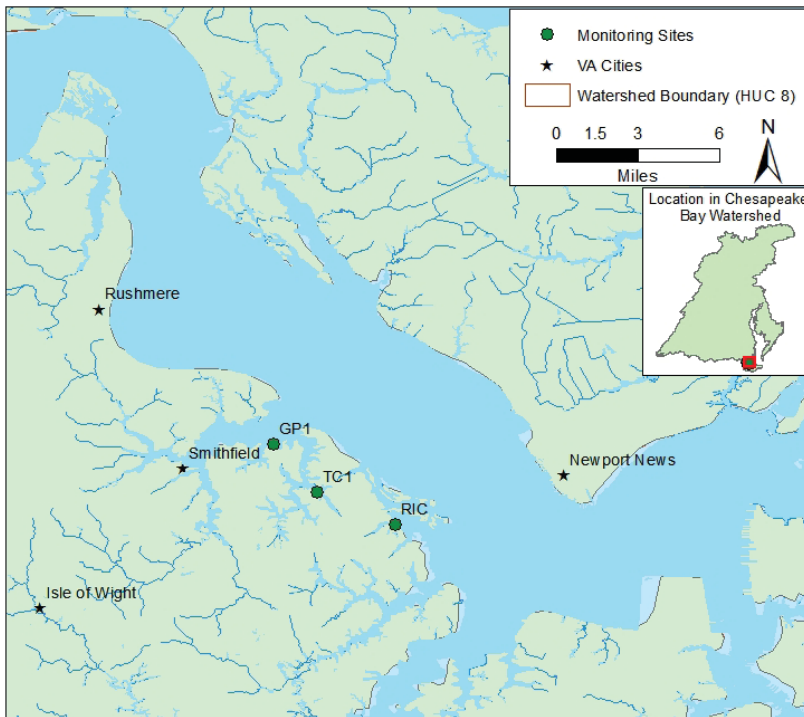 Monitoring Sites
VA Cities
Watershed Boundary (HUC 8)
0 1.5 3 6
Miles
N
Location in Chesapeake
Bay Watershed
Rushmere
GP1
Smithfield
TC1
Newport News
RIC
Isle of Wight